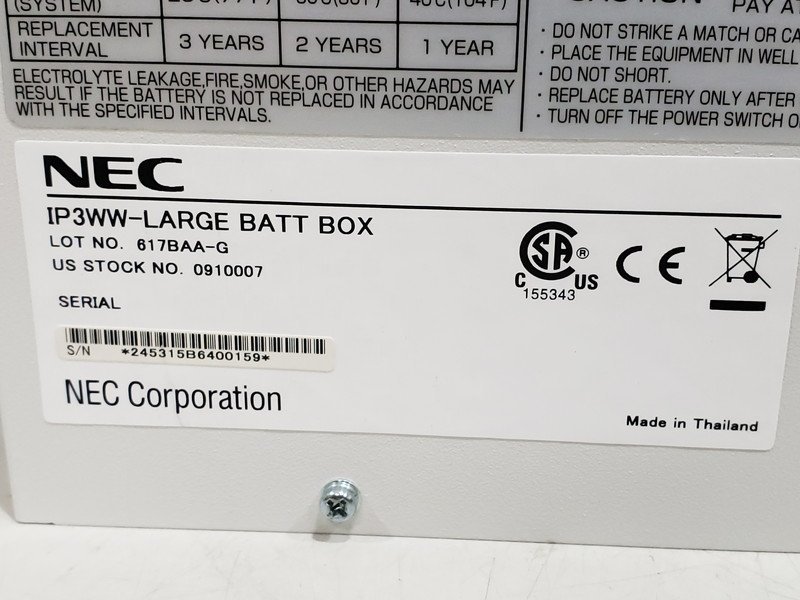 (SYSTEM)
REPLACEMENT INTERVAL 3 YEARS 2 YEARS 1 YEAR
ELECTROLYTE LEAKAGE,FIRE,SMOKE,OR OTHER HAZARDS MAY
RESULT IF THE BATTERY IS NOT REPLACED IN ACCORDANCE
WITH THE SPECIFIED INTERVALS.
PAY
· DO NOT STRIKE A MATCH OR
· PLACE THE EQUIPMENT IN WELL
· DO NOT SHORT.
· REPLACE BATTERY ONLY AFTER
· TURN OFF THE POWER SWITCH
NEC
IP3WW-LARGE BATT BOX
LOT NO. 617BAA-G
US STOCK NO. 0910007
SERIAL
S/N *245315B6400159*
NEC Corporation
C SA ® US
155343
CE
Made in Thailand